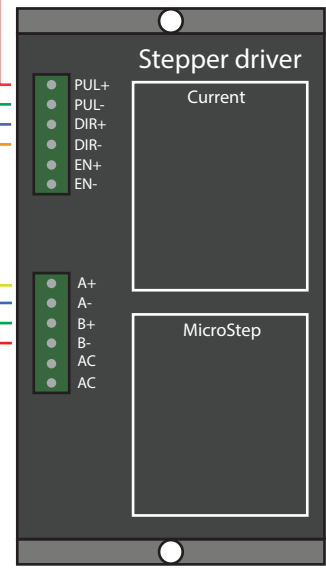 Stepper driver
PUL+
PUL-
DIR+
DIR-
EN+
EN-
Current
A+
A-
B+
B-
AC
AC
MicroStep